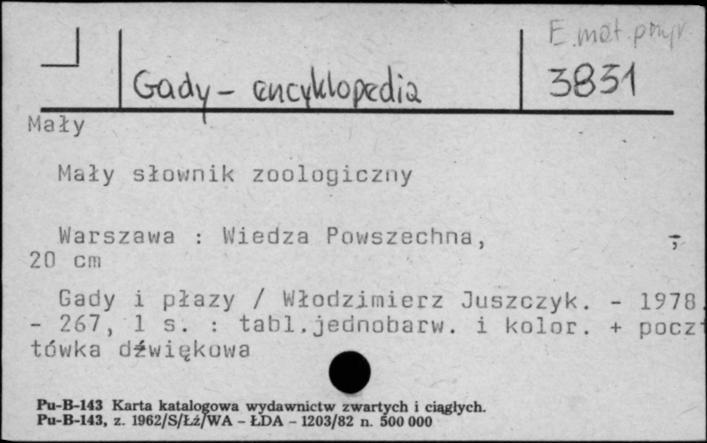 E. mat. przyr.
Gady - encyklopedia
3831
Mały
Mały słownik zoologiczny
Warszawa : Wiedza Powszechna, ;
20 cm
Gady i płazy / Włodzimierz Juszczyk. - 1978.
- 267, 1 s. : tabl.jednobarw. i kolor. + pocz
tówka dźwiękowa
Pu-B-143 Karta katalogowa wydawnictw zwartych i ciągłych.
Pu-B-143, z. 1962/S/Łź/WA - ŁDA - 1203/82 n. 500 000